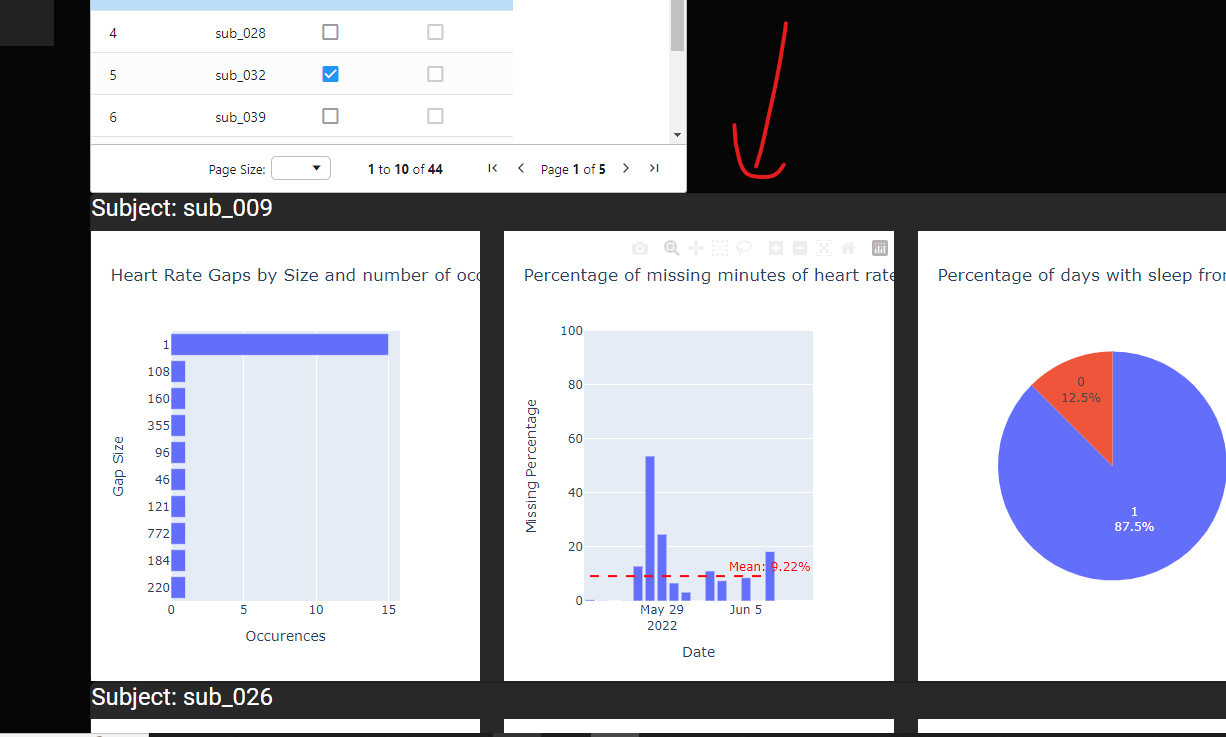 4 sub_028
5 sub_032
6 sub_039
Page Size: 1 to 10 of 44 Page 1 of 5
Subject: sub_009
Heart Rate Gaps by Size and number of occ
Gap Size
1
108
160
355
96
46
121
772
184
220
0 5 10 15
Occurences
Percentage of missing minutes of heart rate
Missing Percentage
100
80
60
40
20
0
Mean: 9.22%
May 29 Jun 5
2022
Date
Percentage of days with sleep from
0
12.5%
1
87.5%
Subject: sub_026